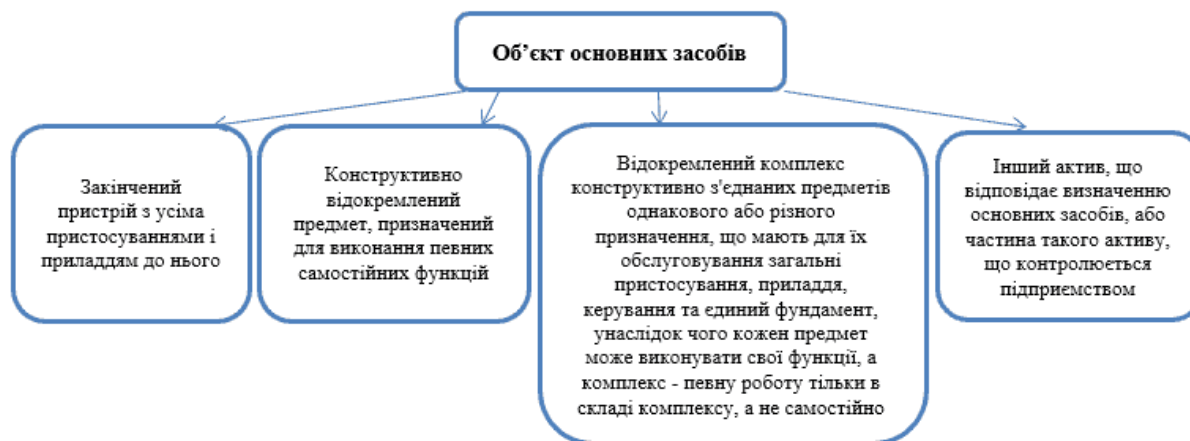 Об’єкт основних засобів
Закінчений
пристрій з усіма
пристосуваннями і
приладдям до нього
Конструктивно
відокремлений
предмет, призначений
для виконання певних
самостійних функцій
Відокремлений комплекс
конструктивно з'єднаних предметів
однакового або різного
призначення, що мають для їх
обслуговування загальні
пристосування, приладдя,
керування та єдиний фундамент,
унаслідок чого кожен предмет
може виконувати свої функції, а
комплекс - певну роботу тільки в
складі комплексу, а не самостійно
Інший актив, що
відповідає визначенню
основних засобів, або
частина такого активу,
що контролюється
підприємством